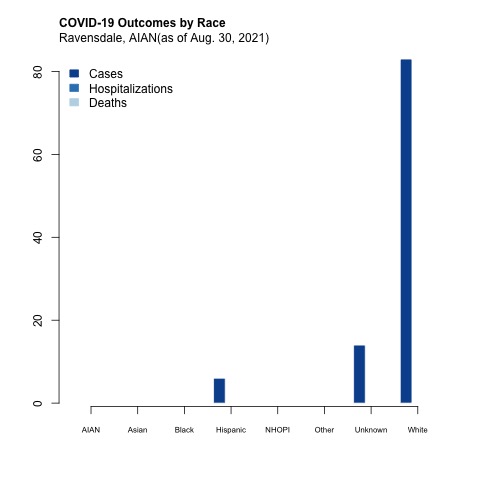 COVID-19 Outcomes by Race
Ravensdale, AIAN(as of Aug. 30, 2021)
Cases
Hospitalizations
Deaths
80
60
40
20
0
AIAN Asian Black Hispanic NHOPI Other Unknown White